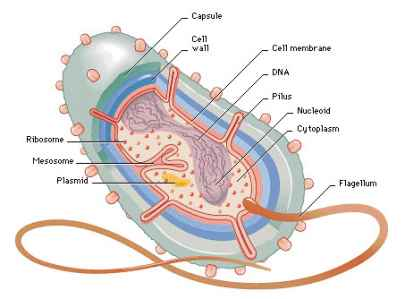 Capsule
Cell
wall
Cell membrane
DNA
Pilus
Nucleoid
Cytoplasm
Ribosome
Mesosome
Plasmid
Flagellum